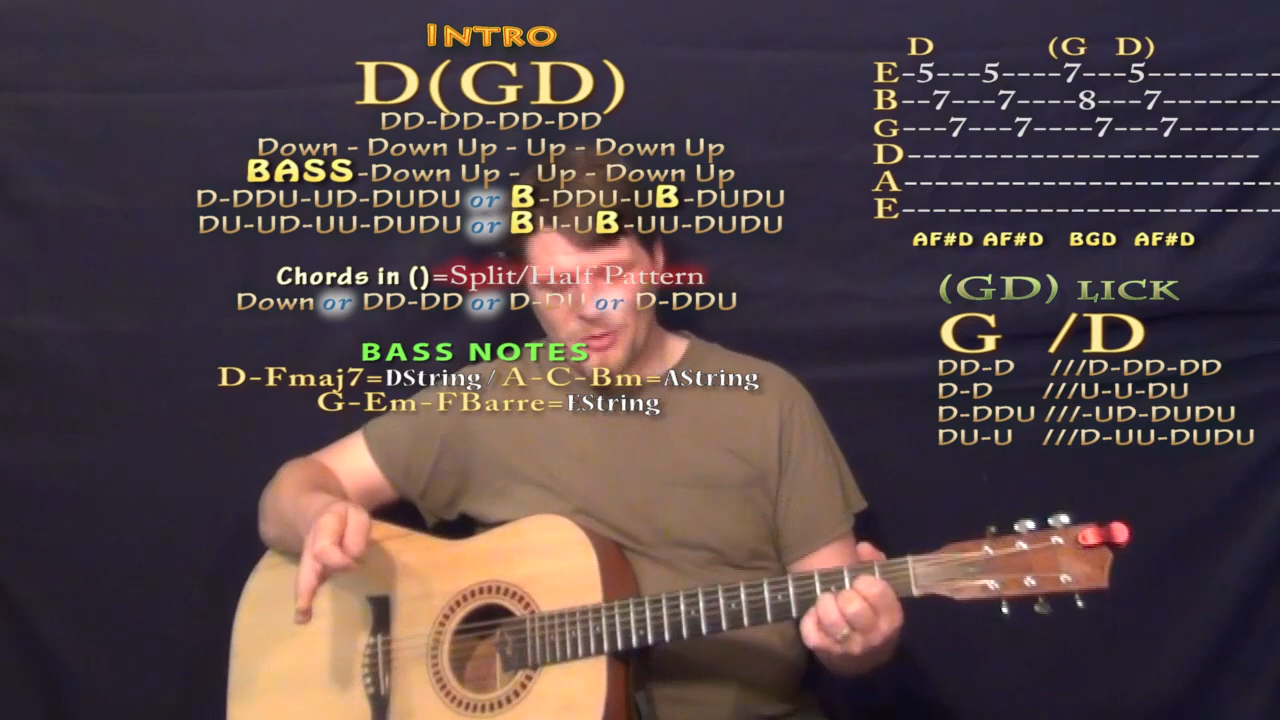 INTRO
D(GD)
DD-DD-DD-DD
Down - Down Up - Up - Down Up
BASS-Down Up - Up - Down Up
D-DDU-UD-DUDU or B-DDU-UB-DUDU
DU-UD-UU-DUDU or BU-UB-UU-DUDU
Chords in ()=Split/Half Pattern
Down or DD-DD or D-DU or D-DDU
BASS NOTES
D-Fmaj7=DString / A-C-Bm=AString
G-Em-FBarre=EString
D (G D)
E-5---5----7---5---------
B--7---7----8---7--------
G---7---7----7---7-------
D--------------------------
A---------------------------
E---------------------------
AF#D AF#D BGD AF#D
(GD) LICK
G /D
DD-D ///D-DD-DD
D-D ///U-U-DU
D-DDU ///-UD-DUDU
DU-U ///D-UU-DUDU